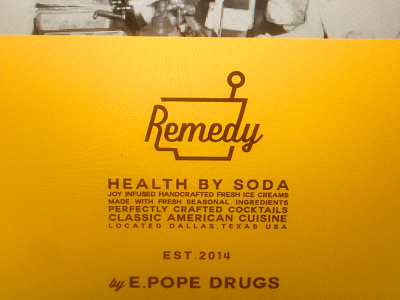 Remedy
HEALTH BY SODA
JOY INFUSED HANDCRAFTED FRESH ICE CREAMS
MADE WITH FRESH SEASONAL INGREDIENTS
PERFECTLY CRAFTED COCKTAILS
CLASSIC AMERICAN CUISINE
LOCATED DALLAS, TEXAS USA
EST. 2014
by E. POPE DRUGS